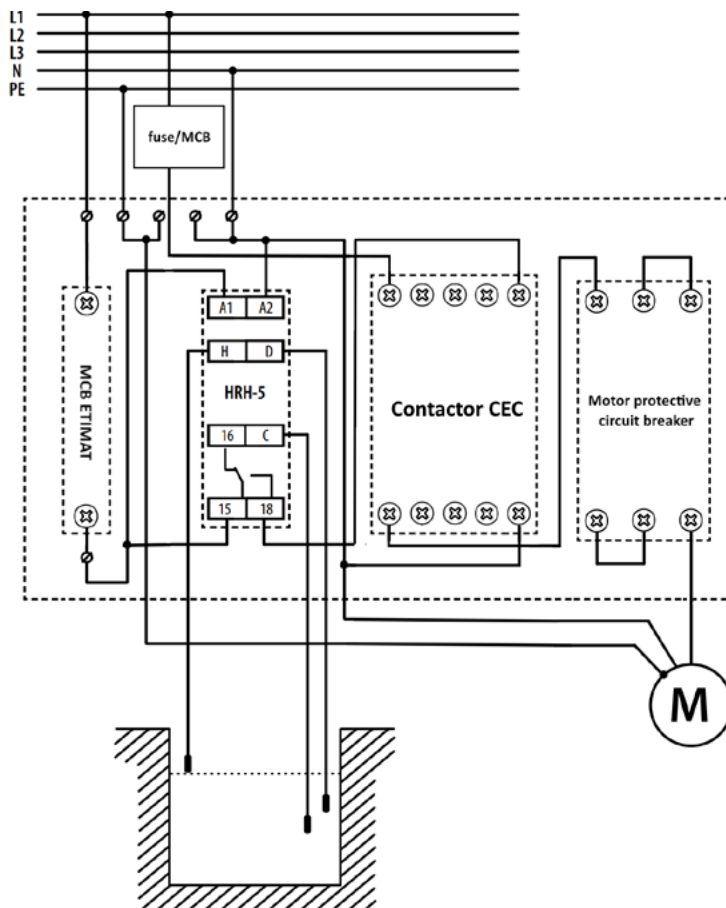 L1
L2
L3
N
PE
fuse/MCB
MCB ETIMAT
A1 A2
H D
HRH-5
16 C
15 18
Contactor CEC
Motor protective
circuit breaker
M